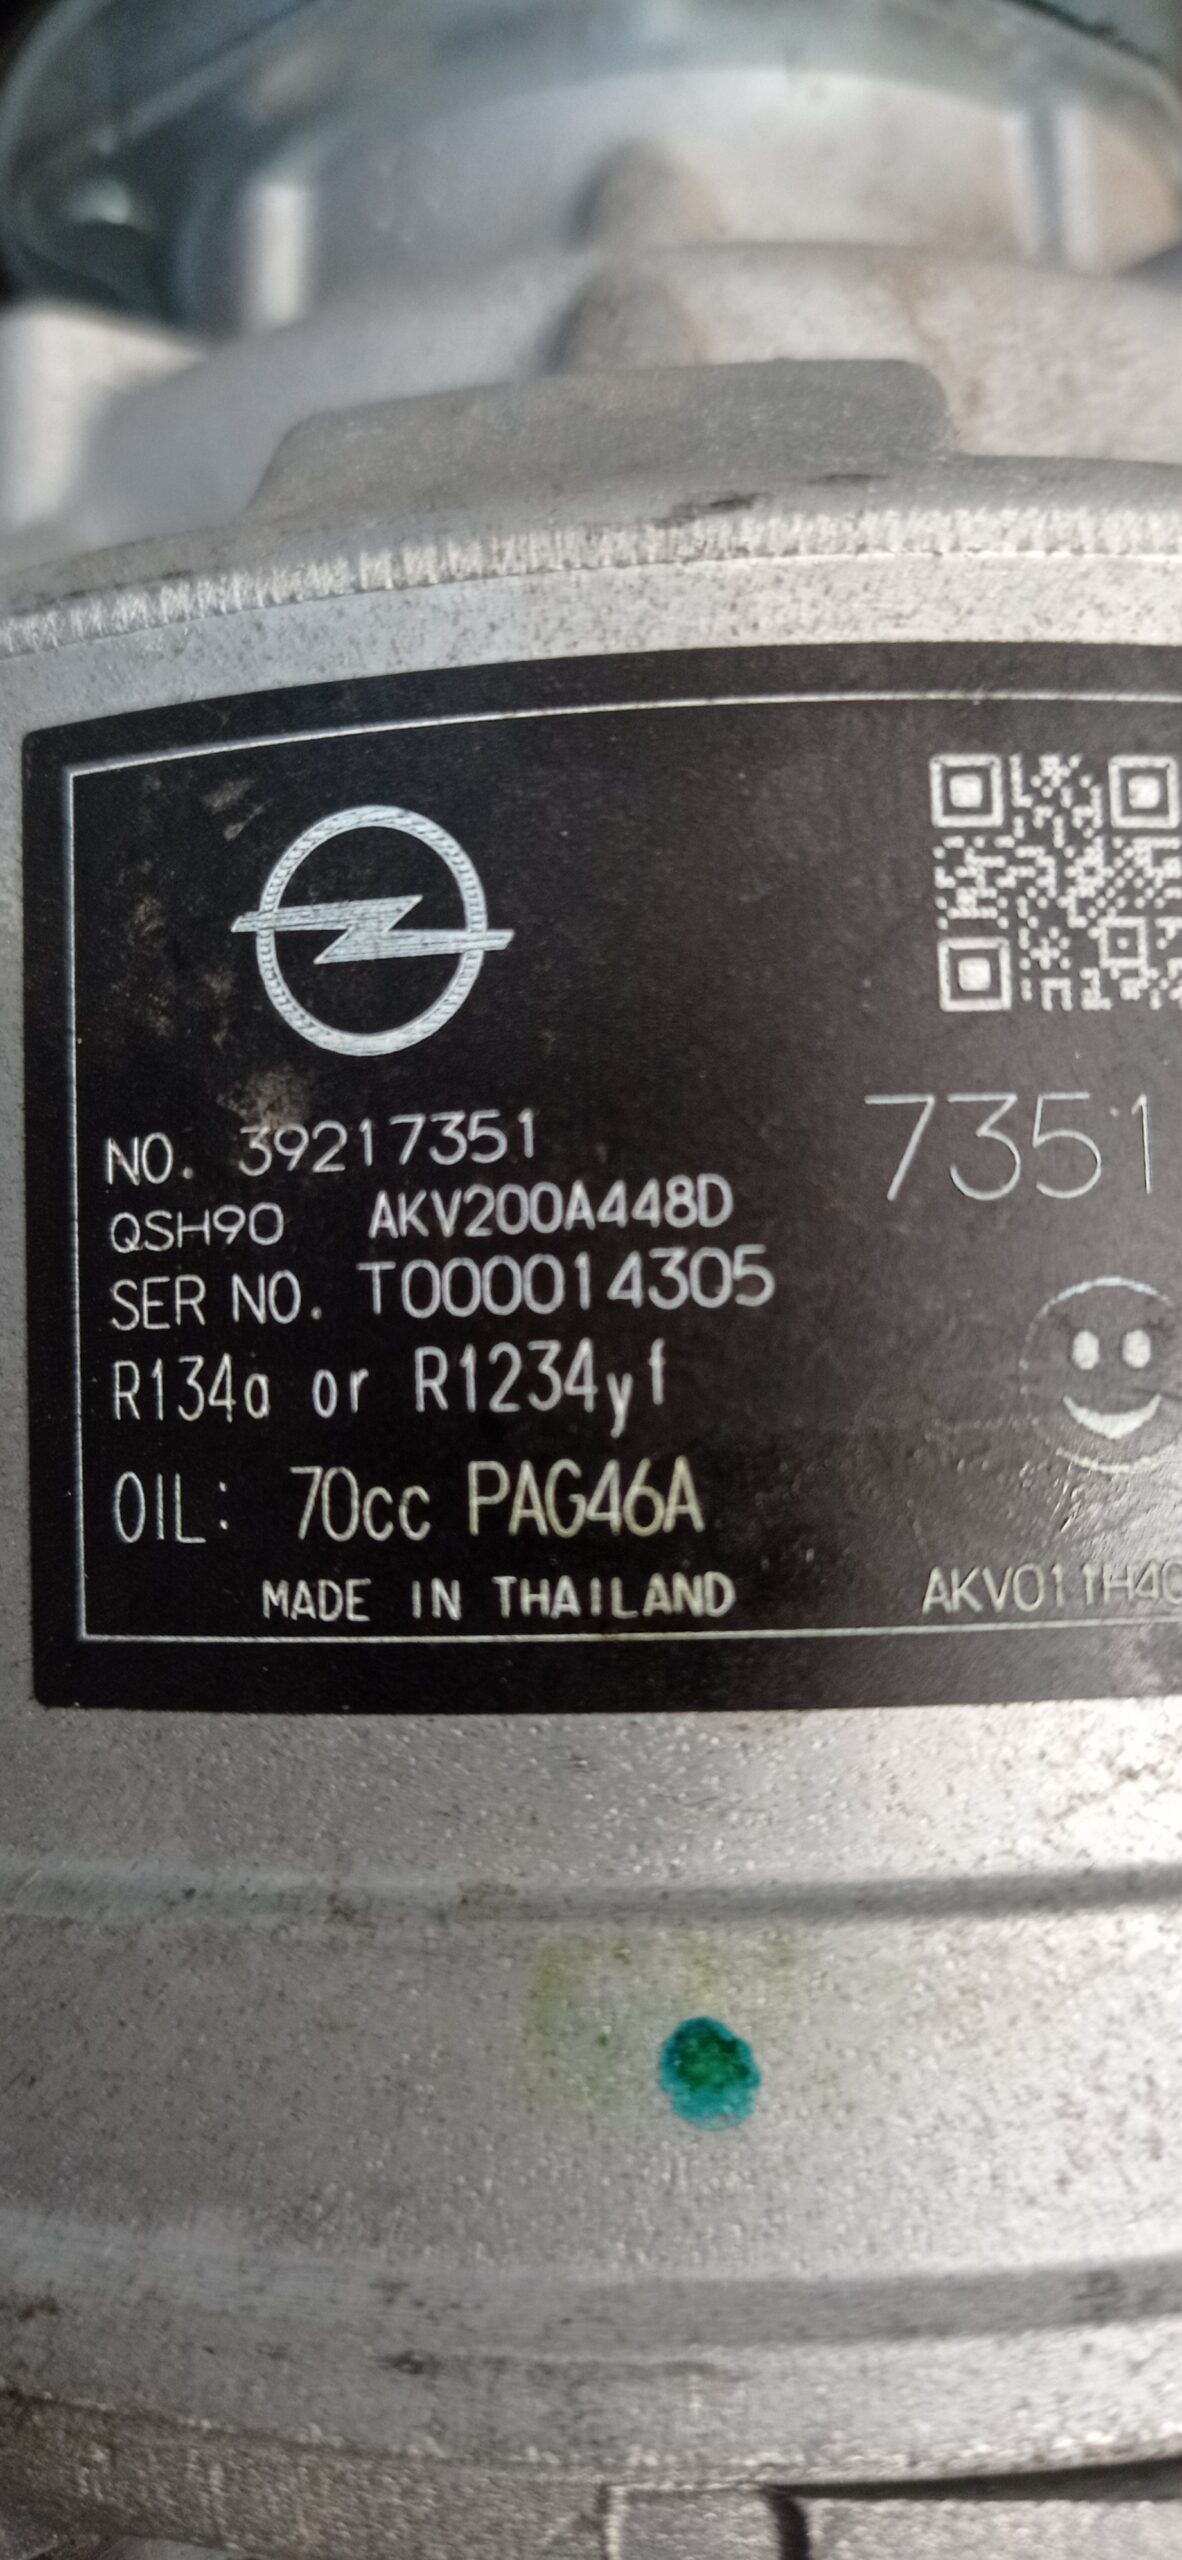 NO. 39217351
7351
QSH90 AKV200A448D
SER NO. T000014305
R134a or R1234yf
OIL: 70cc PAG46A
MADE IN THAILAND